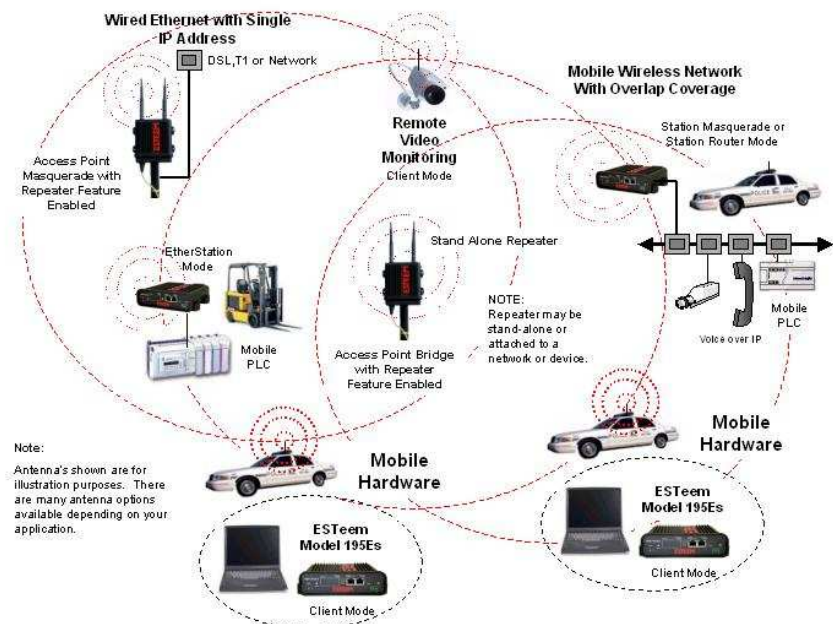 Wired Ethernet with Single
IP Address
DSL,T1 or Network
Access Point
Masquerade with
Repeater Feature
Enabled
Remote
Video
Monitoring
Client Mode
Mobile Wireless Network
With Overlap Coverage
Station Masquerade or
Station Router Mode
POLICE
EtherStation
Mode
Mobile
PLC
Stand Alone Repeater
ESTEEM
Access Point Bridge
with Repeater
Feature Enabled
NOTE:
Repeater may be
stand-alone or
attached to a
network or device.
Voice over IP
Mobile
PLC
Note:
Antenna's shown are for
illustration purposes. There
are many antenna options
available depending on your
application.
Mobile
Hardware
ESTeem
Model 195Es
ESTEEM
Client Mode
Mobile
Hardware
ESTeem
Model 195Es
ESTEEM
Client Mode